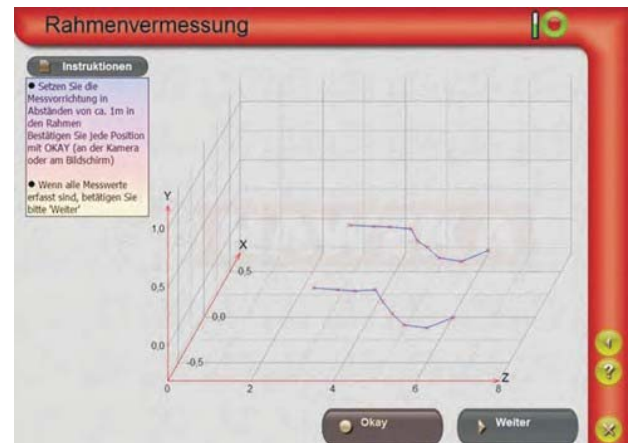 Rahmenvermessung
Instruktionen
● Setzen Sie die
Messvorrichtung in
Abständen von ca. 1m in
den Rahmen
Bestätigen Sie jede Position
mit OKAY (an der Kamera
oder am Bildschirm)
● Wenn alle Messwerte
erfasst sind, betätigen Sie
bitte 'Weiter'
Y
1,0
X
0,5
0,5
0,0
0,0
-0,5
Z
0
2
4
6
8
?
Okay
Weiter